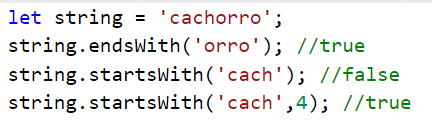 let string = 'cachorro';
string.endsWith('orro'); //true
string.startsWith('cach'); //false
string.startsWith('cach',4); //true